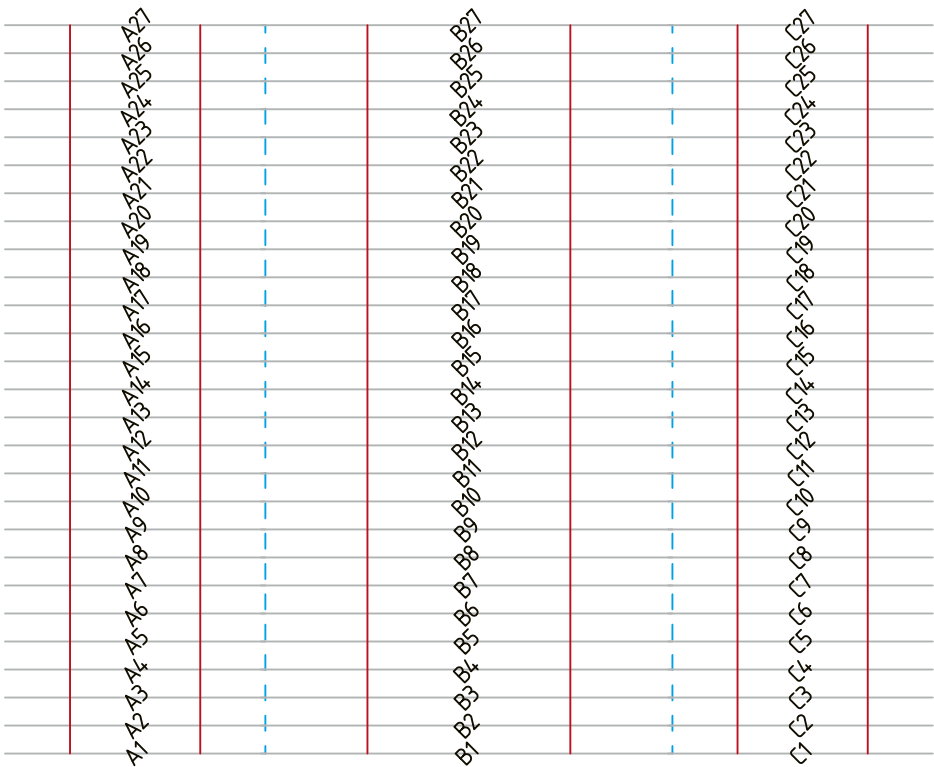 A27 B27 C27
A26 B26 C26
A25 B25 C25
A24 B24 C24
A23 B23 C23
A22 B22 C22
A21 B21 C21
A20 B20 C20
A19 B19 C19
A18 B18 C18
A17 B17 C17
A16 B16 C16
A15 B15 C15
A14 B14 C14
A13 B13 C13
A12 B12 C12
A11 B11 C11
A10 B10 C10
A9 B9 C9
A8 B8 C8
A7 B7 C7
A6 B6 C6
A5 B5 C5
A4 B4 C4
A3 B3 C3
A2 B2 C2
A1 B1 C1